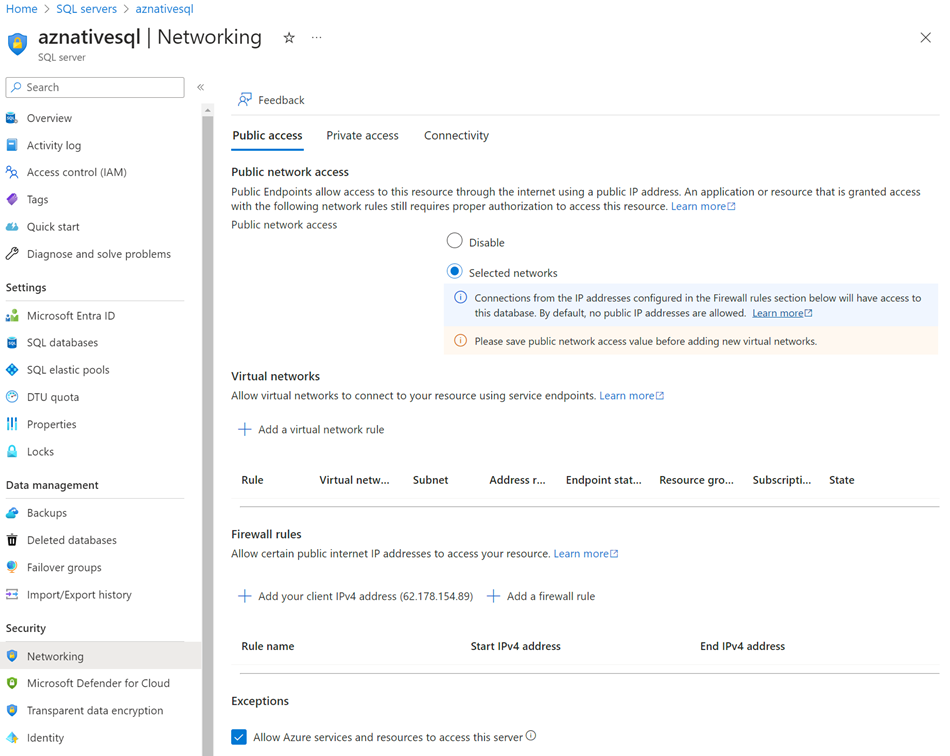 Home > SQL servers > aznativesql
aznativesql | Networking ☆ ...
SQL server
Search
«
Overview
Activity log
Access control (IAM)
Tags
Quick start
Diagnose and solve problems
Settings
Microsoft Entra ID
SQL databases
SQL elastic pools
DTU quota
Properties
Locks
Data management
Backups
Deleted databases
Failover groups
Import/Export history
Security
Networking
Microsoft Defender for Cloud
Transparent data encryption
Identity
Feedback
Public access Private access Connectivity
Public network access
Public Endpoints allow access to this resource through the internet using a public IP address. An application or resource that is granted access
with the following network rules still requires proper authorization to access this resource. Learn more
Public network access
Disable
Selected networks
Connections from the IP addresses configured in the Firewall rules section below will have access to
this database. By default, no public IP addresses are allowed. Learn more
Please save public network access value before adding new virtual networks.
Virtual networks
Allow virtual networks to connect to your resource using service endpoints. Learn more
+ Add a virtual network rule
Rule Virtual netw... Subnet Address r... Endpoint stat... Resource gro... Subscripti... State
Firewall rules
Allow certain public internet IP addresses to access your resource. Learn more
+ Add your client IPv4 address (62.178.154.89) + Add a firewall rule
Rule name Start IPv4 address End IPv4 address
Exceptions
Allow Azure services and resources to access this server